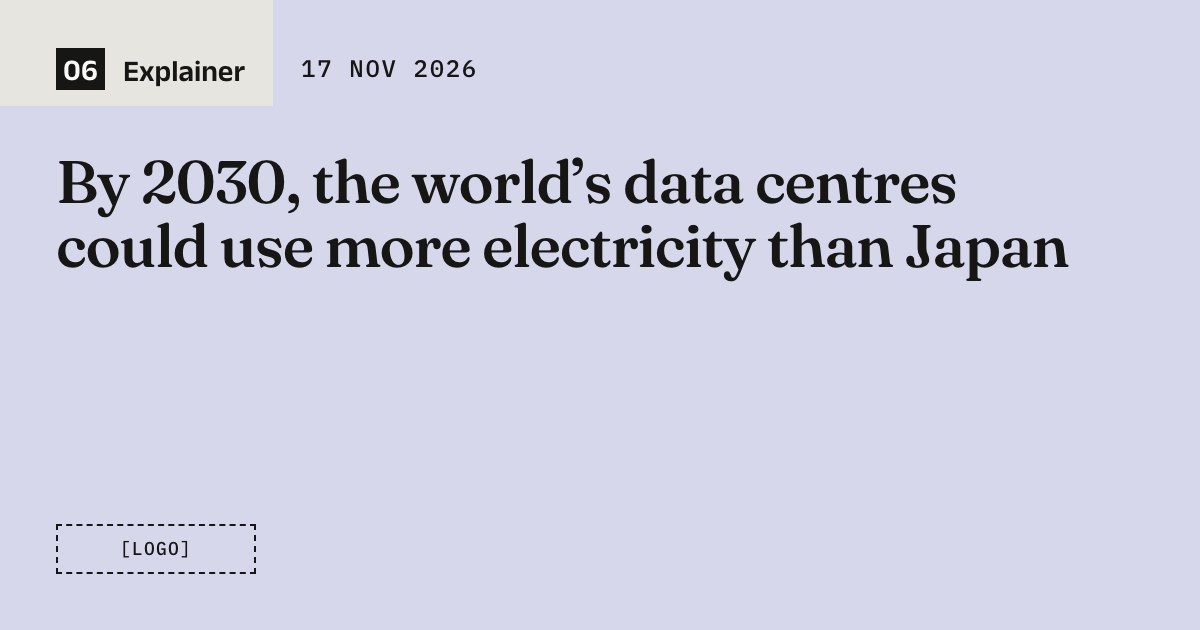 06 Explainer 17 NOV 2026
By 2030, the world’s data centres
could use more electricity than Japan
[LOGO]